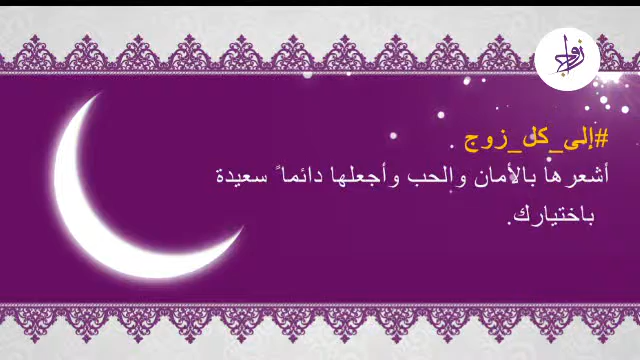 زواج
#إلى_كل_زوج
أشعرها بالأمان والحب وأجعلها دائماً سعيدة
باختيارك.